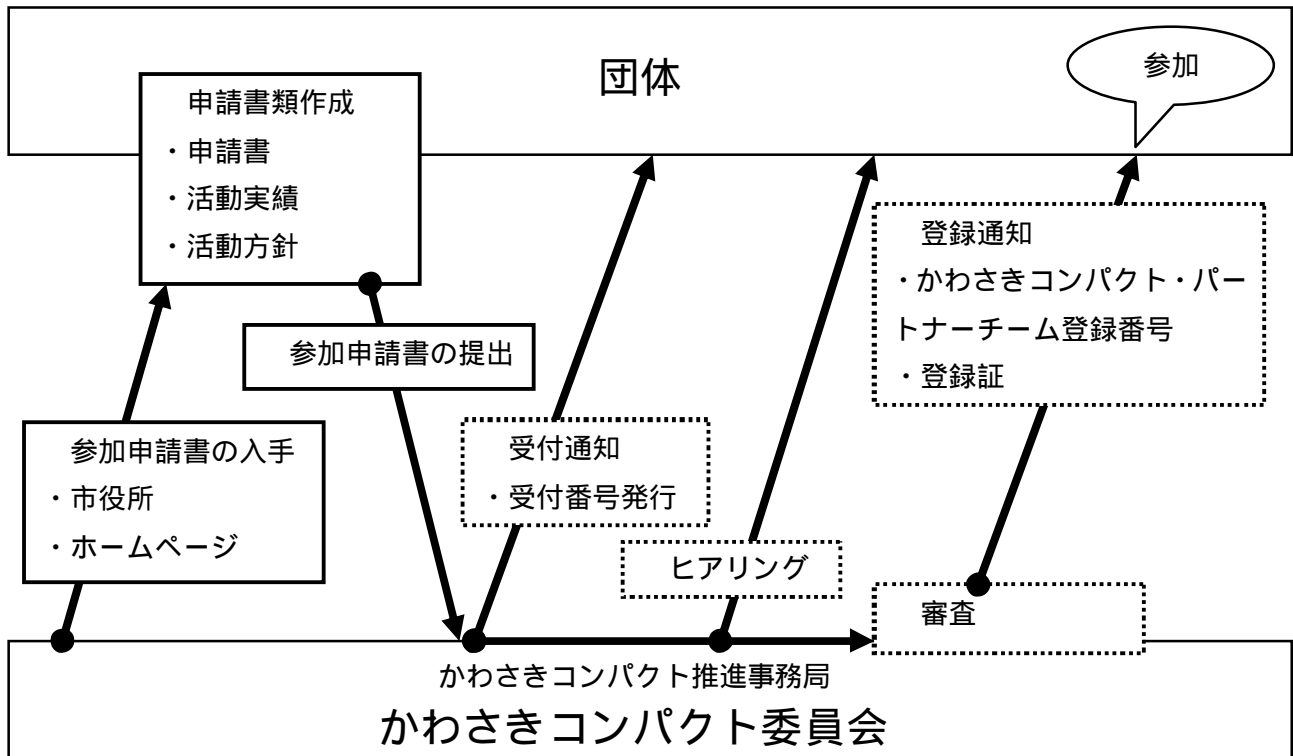 団体
参加
申請書類作成
・申請書
・活動実績
・活動方針
登録通知
・かわさきコンパクト・パー
トナーチーム登録番号
・登録証
参加申請書の提出
参加申請書の入手
・市役所
・ホームページ
受付通知
・受付番号発行
ヒアリング
審査
かわさきコンパクト推進事務局
かわさきコンパクト委員会